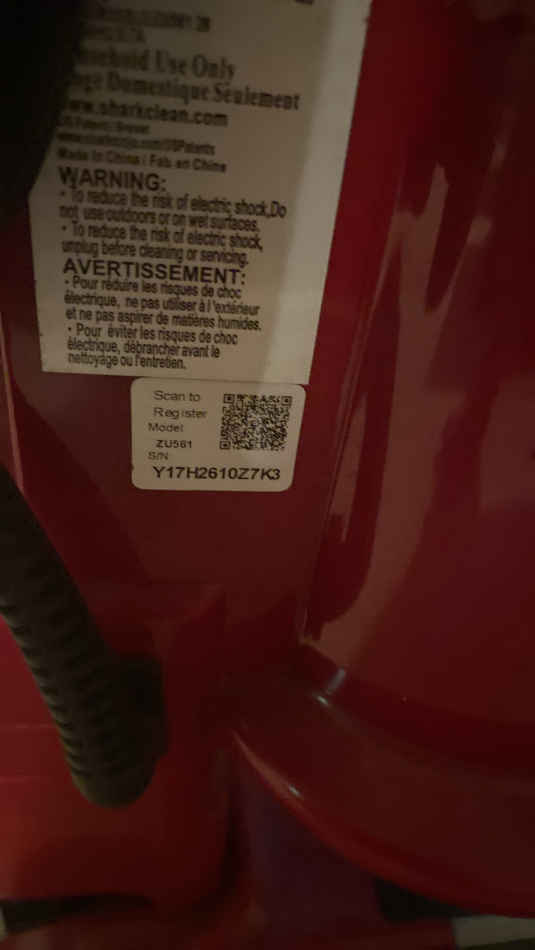 Use Only
Domestique Seulement
www.sharkclean.com
Made in China / Fab. en Chine
WARNING:
• To reduce the risk of electric shock,Do
not use outdoors or on wet surfaces.
• To reduce the risk of electric shock,
unplug before cleaning or servicing.
AVERTISSEMENT:
• Pour réduire les risques de choc
électrique, ne pas utiliser à l'extérieur
et ne pas aspirer de matières humides.
• Pour éviter les risques de choc
électrique, débrancher avant le
nettoyage ou l'entretien.
Scan to
Register
Model
ZU561
S/N
Y17H2610Z7K3